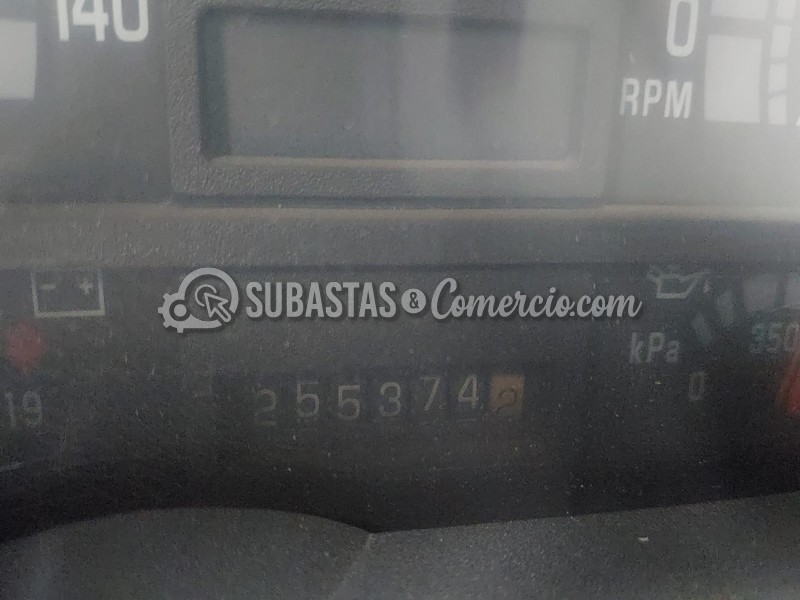 140
0
RPM
- +
SUBASTAS & Comercio.com
kPa
350
19
2553742
0